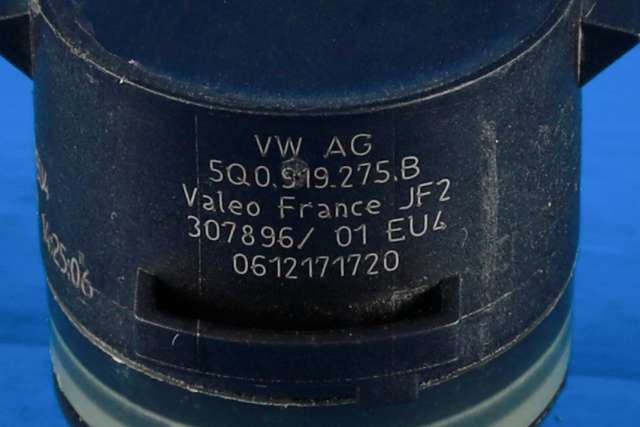 VW AG
5Q0.919.275.B
Valeo France JF2
307896/ 01 EU4
0612171720